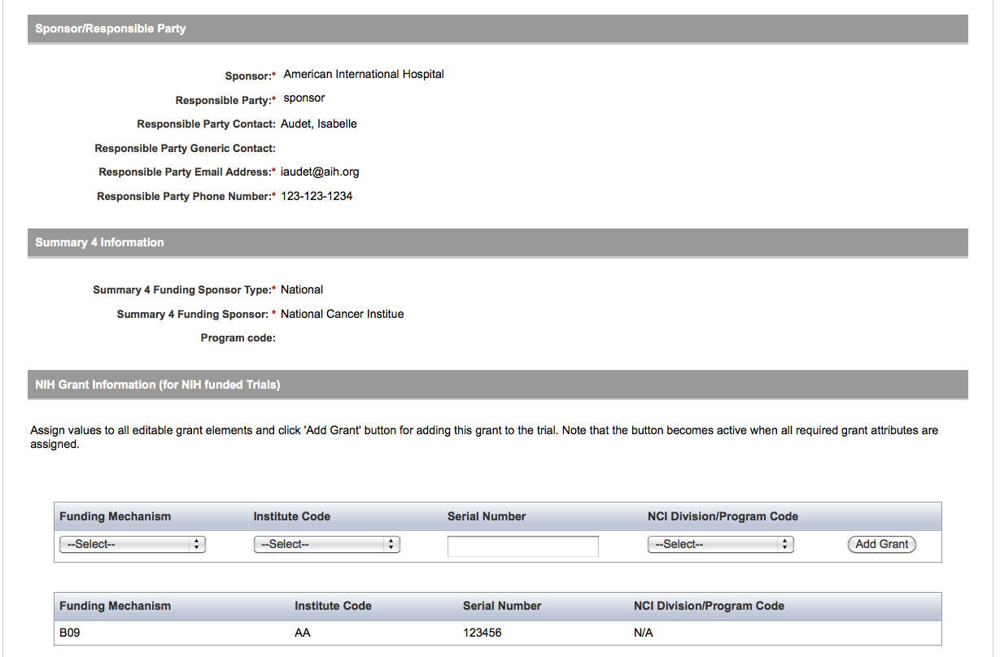 Sponsor/Responsible Party
Sponsor:* American International Hospital
Responsible Party:* sponsor
Responsible Party Contact: Audet, Isabelle
Responsible Party Generic Contact:
Responsible Party Email Address:* iaudet@aih.org
Responsible Party Phone Number:* 123-123-1234
Summary 4 Information
Summary 4 Funding Sponsor Type:* National
Summary 4 Funding Sponsor: * National Cancer Institue
Program code:
NIH Grant Information (for NIH funded Trials)
Assign values to all editable grant elements and click 'Add Grant' button for adding this grant to the trial. Note that the button becomes active when all required grant attributes are
assigned.
Funding Mechanism Institute Code Serial Number NCI Division/Program Code
--Select-- --Select-- --Select-- Add Grant
Funding Mechanism Institute Code Serial Number NCI Division/Program Code
B09 AA 123456 N/A